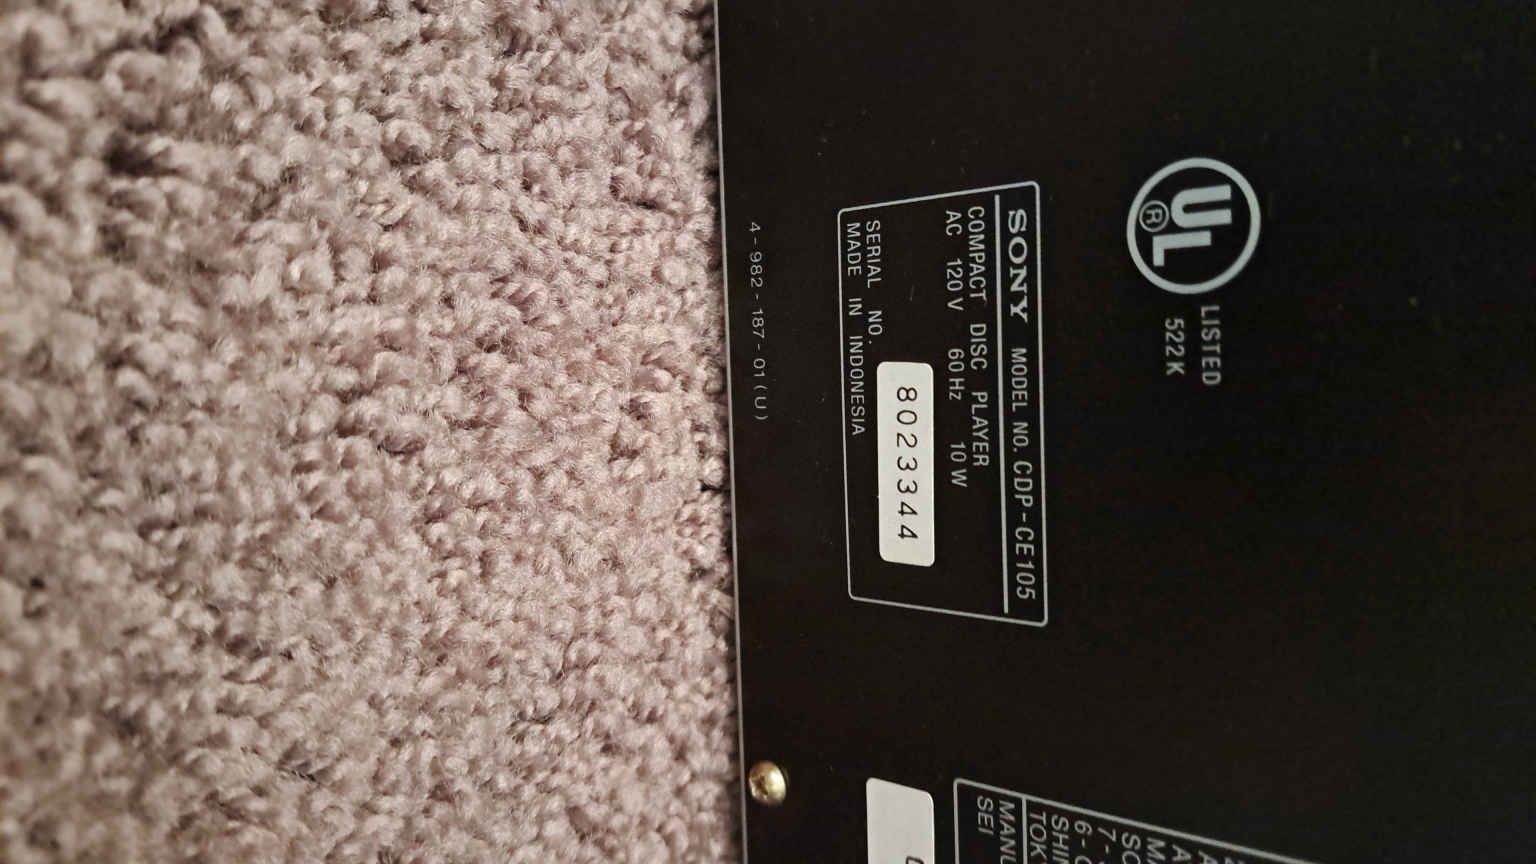 UL
®
LISTED
522K
SONY MODEL NO. CDP-CE105
COMPACT DISC PLAYER
AC 120V 60Hz 10W
8023344
SERIAL NO.
MADE IN INDONESIA
4-982-187-01(U)
SEI